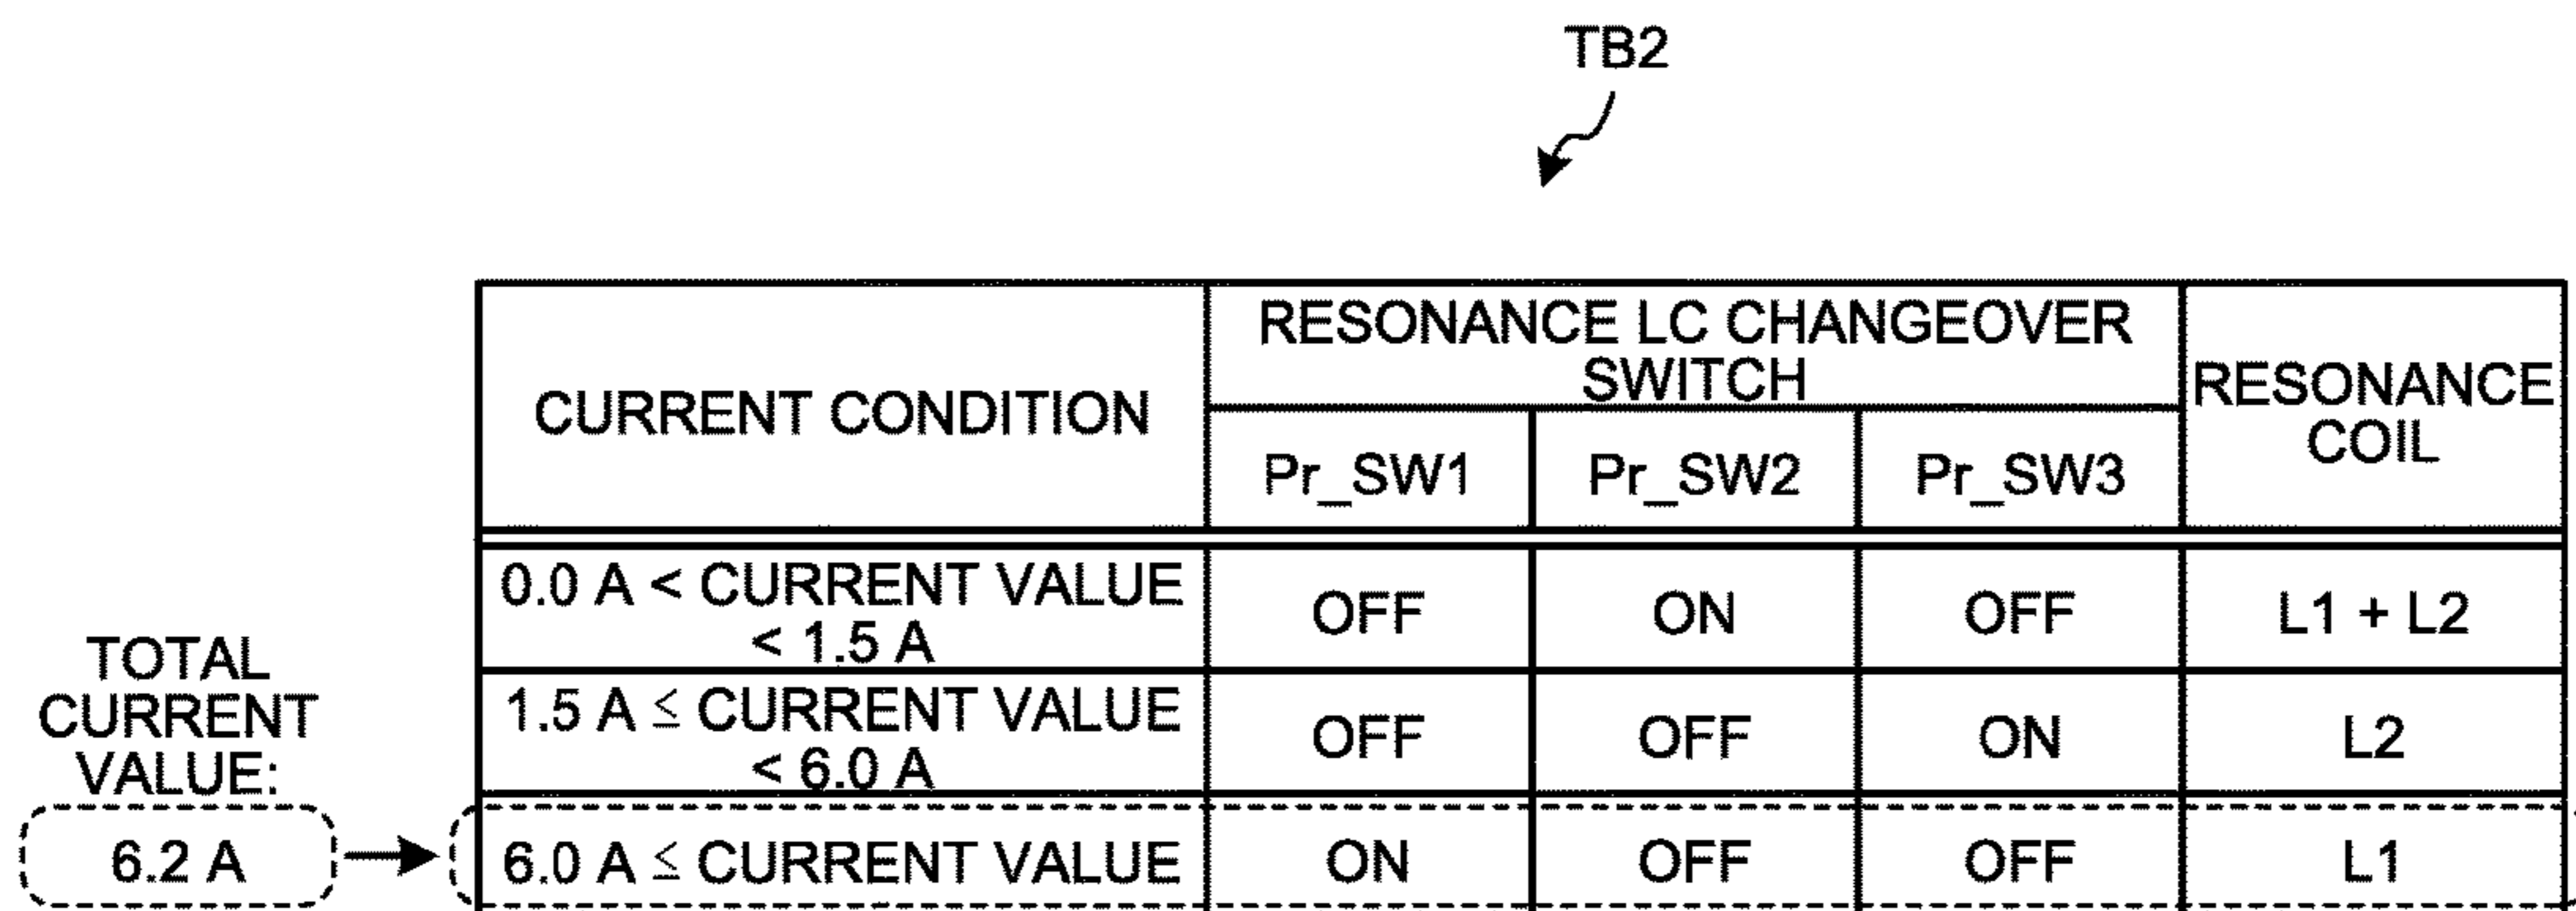 TB2
RESONANCE LC CHANGEOVER
SWITCH
CURRENT CONDITION
RESONANCE
COIL
Pr_SW1
Pr_SW2
Pr_SW3
0.0 A < CURRENT VALUE
< 1.5 A
OFF
ON
OFF
L1 + L2
1.5 A ≦ CURRENT VALUE
< 6.0 A
OFF
OFF
ON
L2
TOTAL
CURRENT
VALUE:
6.2 A
6.0 A ≦ CURRENT VALUE
ON
OFF
OFF
L1